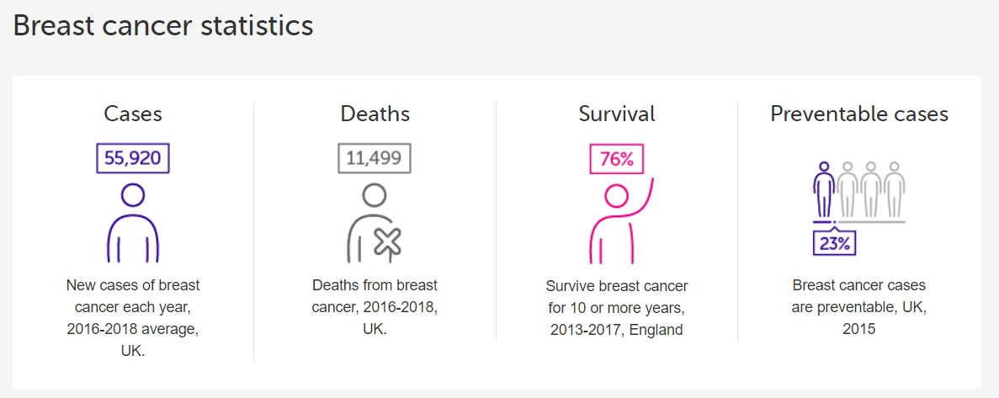 Breast cancer statistics
Cases
55,920
New cases of breast
cancer each year,
2016-2018 average,
UK.
Deaths
11,499
Deaths from breast
cancer, 2016-2018,
UK.
Survival
76%
Survive breast cancer
for 10 or more years,
2013-2017, England
Preventable cases
23%
Breast cancer cases
are preventable, UK,
2015